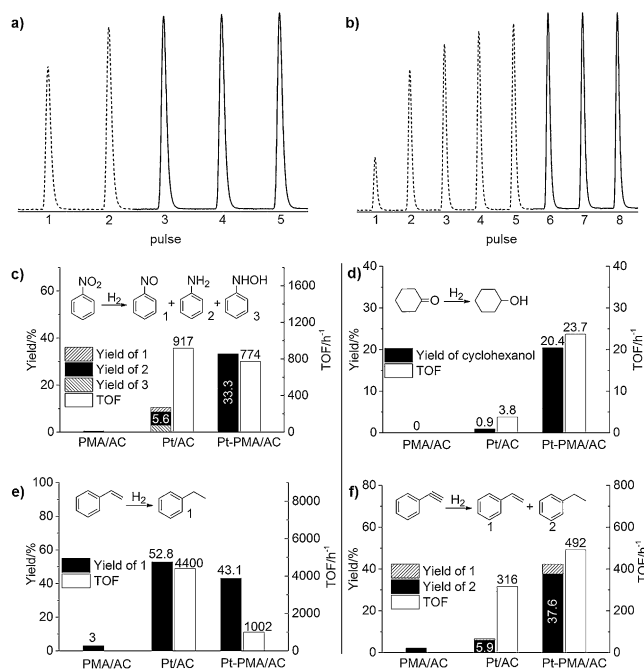 a)
1 2 3 4 5
pulse
b)
1 2 3 4 5 6 7 8
pulse
c)
NO₂
H₂
NO
1
+
NH₂
2
+
NHOH
3
Yield/%
60
40
20
0
TOF/h⁻¹
1600
1200
800
400
0
Yield of 1
Yield of 2
Yield of 3
TOF
5.6
917
33.3
774
PMA/AC Pt/AC Pt-PMA/AC
d)
O
H₂
OH
Yield/%
40
30
20
10
0
TOF/h⁻¹
40
30
20
10
0
Yield of cyclohexanol
TOF
0
0.9
3.8
20.4
23.7
PMA/AC Pt/AC Pt-PMA/AC
e)
H₂
1
Yield/%
100
80
60
40
20
0
TOF/h⁻¹
8000
6000
4000
2000
0
Yield of 1
TOF
3
52.8
4400
43.1
1002
PMA/AC Pt/AC Pt-PMA/AC
f)
H₂
1
+
2
Yield/%
80
60
40
20
0
TOF/h⁻¹
800
600
400
200
0
Yield of 1
Yield of 2
TOF
5.9
316
37.6
492
PMA/AC Pt/AC Pt-PMA/AC